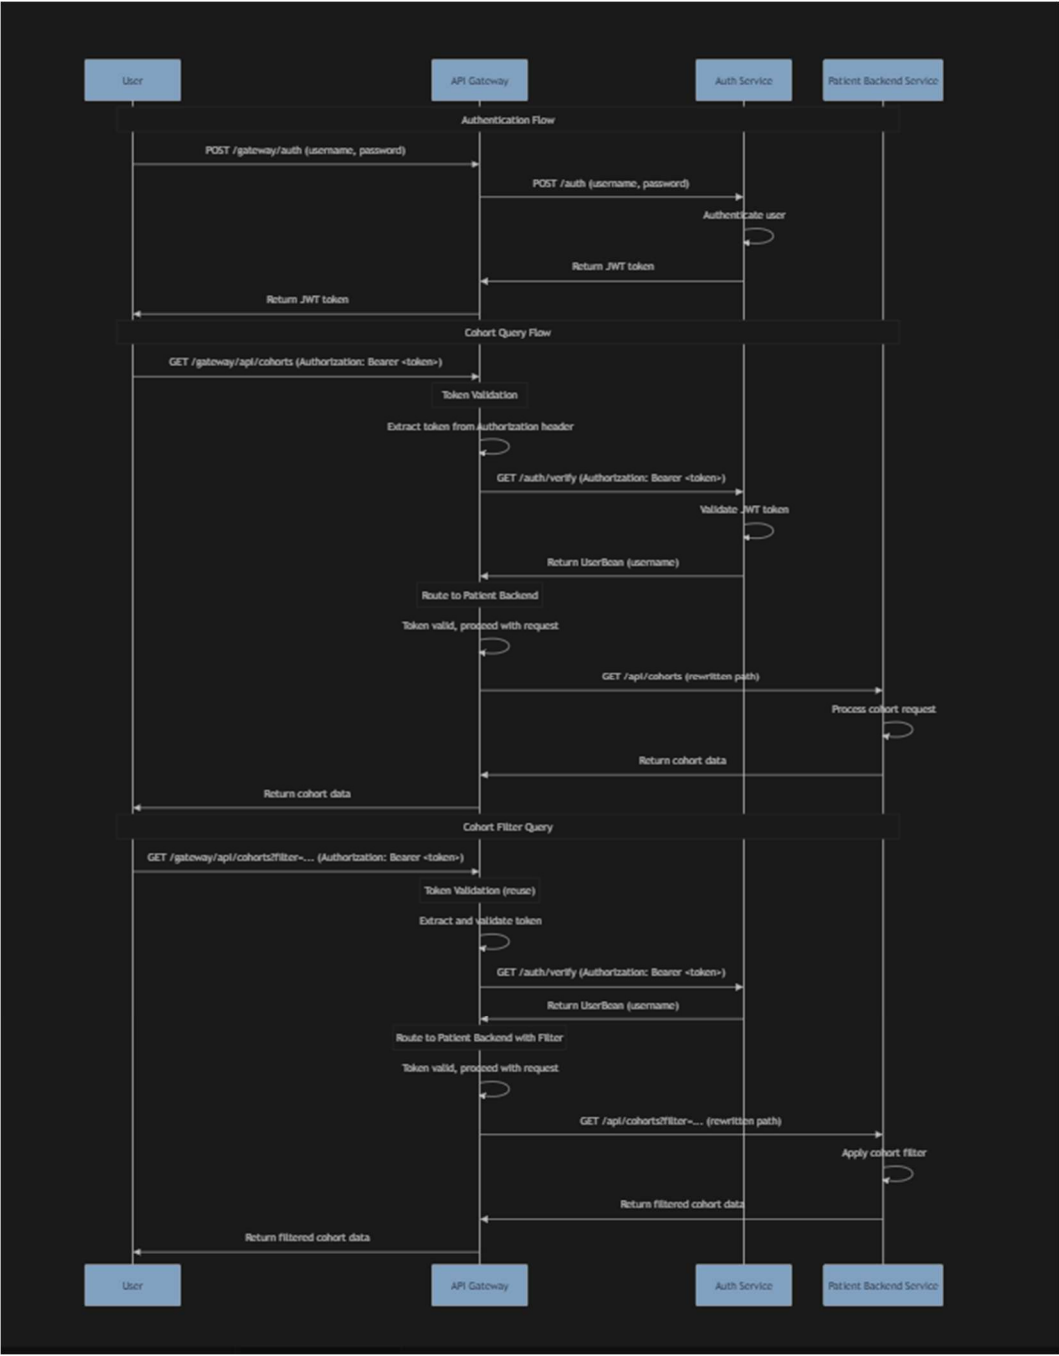 User
API Gateway
Auth Service
Patient Backend Service
Authentication Flow
POST /gateway/auth (username, password)
POST /auth (username, password)
Authenticate user
Return JWT token
Return JWT token
Cohort Query Flow
GET /gateway/api/cohorts (Authorization: Bearer <token>)
Token Validation
Extract token from Authorization header
GET /auth/verify (Authorization: Bearer <token>)
Validate JWT token
Return UserBean (username)
Route to Patient Backend
Token valid, proceed with request
GET /api/cohorts (rewritten path)
Process cohort request
Return cohort data
Return cohort data
Cohort Filter Query
GET /gateway/api/cohorts?filter=... (Authorization: Bearer <token>)
Token Validation (reuse)
Extract and validate token
GET /auth/verify (Authorization: Bearer <token>)
Return UserBean (username)
Route to Patient Backend with Filter
Token valid, proceed with request
GET /api/cohorts?filter=... (rewritten path)
Apply cohort filter
Return filtered cohort data
Return filtered cohort data
User
API Gateway
Auth Service
Patient Backend Service